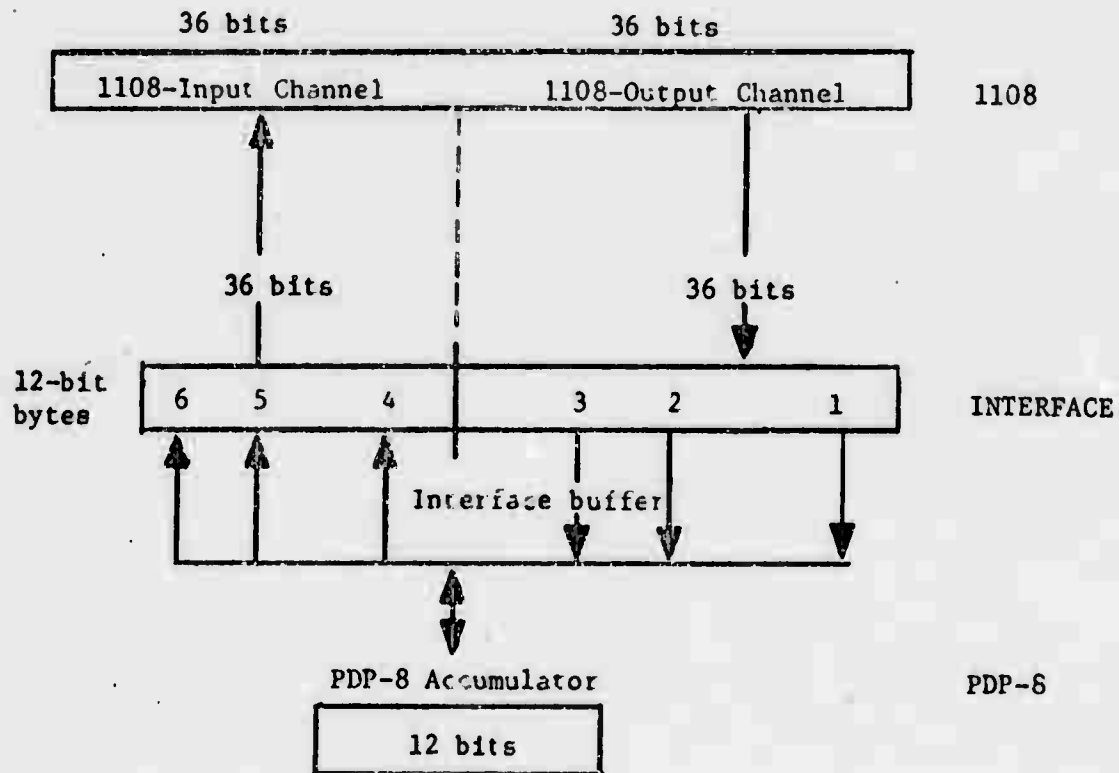 36 bits 36 bits
1108-Input Channel 1108-Output Channel 1108
36 bits 36 bits
12-bit
bytes
6 5 4 3 2 1 INTERFACE
Interface buffer
PDP-8 Accumulator PDP-8
12 bits